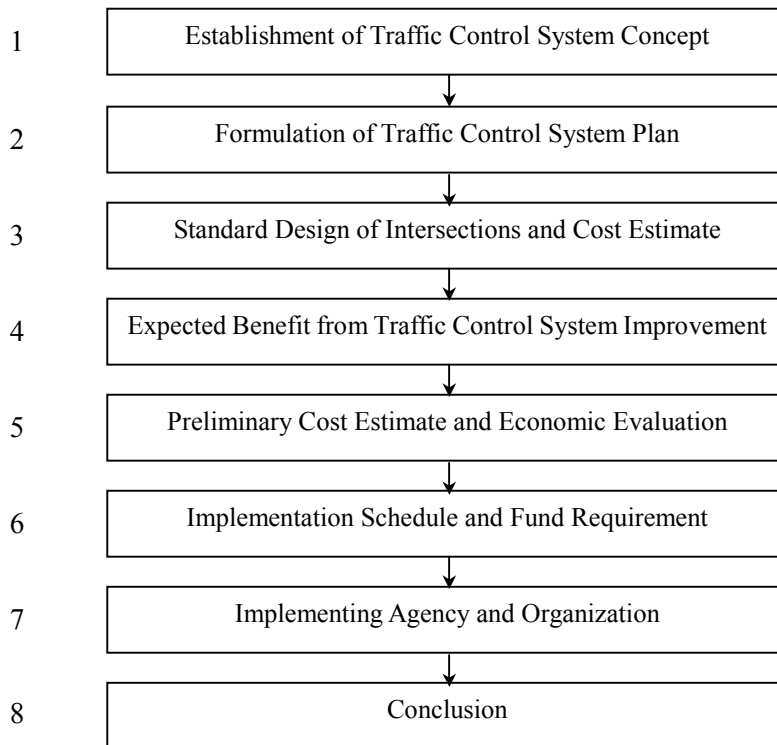 1 Establishment of Traffic Control System Concept
2 Formulation of Traffic Control System Plan
3 Standard Design of Intersections and Cost Estimate
4 Expected Benefit from Traffic Control System Improvement
5 Preliminary Cost Estimate and Economic Evaluation
6 Implementation Schedule and Fund Requirement
7 Implementing Agency and Organization
8 Conclusion